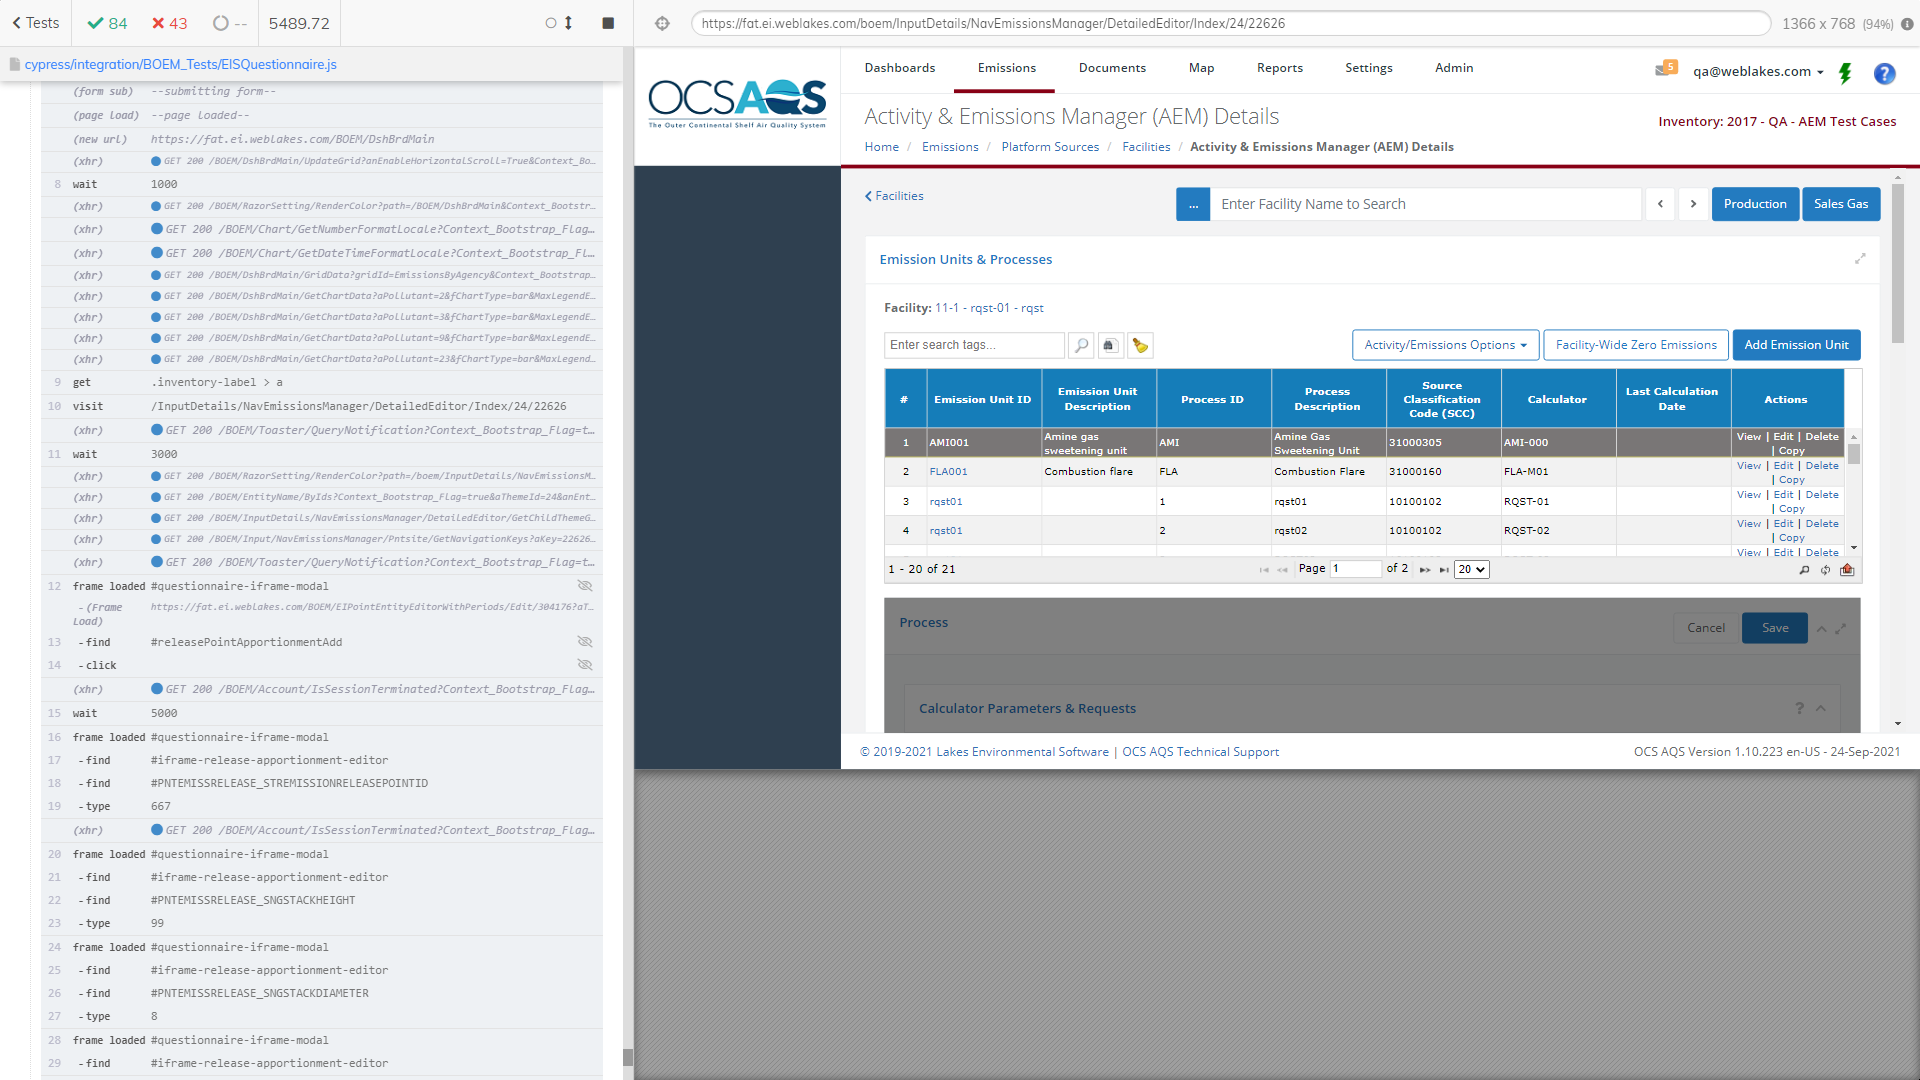 Tests
84
43
--
5489.72
cypress/integration/BOEM_Tests/EISQuestionnaire.js
(form sub) --submitting form--
(page load) --page loaded--
(new url) https://fat.ei.weblakes.com/BOEM/DshBrdMain
(xhr) GET 200 /BOEM/DshBrdMain/UpdateGrid?anEnableHorizontalScroll=True&Context_Bo...
8 wait 1000
(xhr) GET 200 /BOEM/RazorSetting/RenderColor?path=/BOEM/DshBrdMain&Context_Bootstr...
(xhr) GET 200 /BOEM/Chart/GetNumberFormatLocale?Context_Bootstrap_Flag...
(xhr) GET 200 /BOEM/Chart/GetDateTimeFormatLocale?Context_Bootstrap_Fl...
(xhr) GET 200 /BOEM/DshBrdMain/GridData?gridId=EmissionsByAgency&Context_Bootstrap...
(xhr) GET 200 /BOEM/DshBrdMain/GetChartData?aPollutant=2&fChartType=bar&MaxLegendE...
(xhr) GET 200 /BOEM/DshBrdMain/GetChartData?aPollutant=3&fChartType=bar&MaxLegendE...
(xhr) GET 200 /BOEM/DshBrdMain/GetChartData?aPollutant=9&fChartType=bar&MaxLegendE...
(xhr) GET 200 /BOEM/DshBrdMain/GetChartData?aPollutant=23&fChartType=bar&MaxLegend...
9 get .inventory-label > a
10 visit /InputDetails/NavEmissionsManager/DetailedEditor/Index/24/22626
(xhr) GET 200 /BOEM/Toaster/QueryNotification?Context_Bootstrap_Flag=t...
11 wait 3000
(xhr) GET 200 /BOEM/RazorSetting/RenderColor?path=/boem/InputDetails/NavEmissionsM...
(xhr) GET 200 /BOEM/EntityName/ByIds?Context_Bootstrap_Flag=true&aThemeId=24&anEnt...
(xhr) GET 200 /BOEM/InputDetails/NavEmissionsManager/DetailedEditor/GetChildThemeG...
(xhr) GET 200 /BOEM/Input/NavEmissionsManager/Pntsite/GetNavigationKeys?aKey=22626...
(xhr) GET 200 /BOEM/Toaster/QueryNotification?Context_Bootstrap_Flag=t...
12 frame loaded #questionnaire-iframe-modal
-(Frame Load) https://fat.ei.weblakes.com/BOEM/EIPointEntityEditorWithPeriods/Edit/304176?aT...
13 -find #releasePointApportionmentAdd
14 -click
(xhr) GET 200 /BOEM/Account/IsSessionTerminated?Context_Bootstrap_Flag...
15 wait 5000
16 frame loaded #questionnaire-iframe-modal
17 -find #iframe-release-apportionment-editor
18 -find #PNTEMISSRELEASE_STREMISSIONRELEASEPOINTID
19 -type 667
(xhr) GET 200 /BOEM/Account/IsSessionTerminated?Context_Bootstrap_Flag...
20 frame loaded #questionnaire-iframe-modal
21 -find #iframe-release-apportionment-editor
22 -find #PNTEMISSRELEASE_SNGSTACKHEIGHT
23 -type 99
24 frame loaded #questionnaire-iframe-modal
25 -find #iframe-release-apportionment-editor
26 -find #PNTEMISSRELEASE_SNGSTACKDIAMETER
27 -type 8
28 frame loaded #questionnaire-iframe-modal
29 -find #iframe-release-apportionment-editor
https://fat.ei.weblakes.com/boem/InputDetails/NavEmissionsManager/DetailedEditor/Index/24/22626
1366 x 768 (94%)
OCSAQS
The Outer Continental Shelf Air Quality System
Dashboards Emissions Documents Map Reports Settings Admin
5
qa@weblakes.com
?
Activity & Emissions Manager (AEM) Details
Inventory: 2017 - QA - AEM Test Cases
Home / Emissions / Platform Sources / Facilities / Activity & Emissions Manager (AEM) Details
Facilities
... Enter Facility Name to Search
Production Sales Gas
Emission Units & Processes
Facility: 11-1 - rqst-01 - rqst
Enter search tags...
Activity/Emissions Options Facility-Wide Zero Emissions Add Emission Unit
# Emission Unit ID Emission Unit Description Process ID Process Description Source Classification Code (SCC) Calculator Last Calculation Date Actions
1 AMI001 Amine gas sweetening unit AMI Amine Gas Sweetening Unit 31000305 AMI-000 View | Edit | Delete | Copy
2 FLA001 Combustion flare FLA Combustion Flare 31000160 FLA-M01 View | Edit | Delete | Copy
3 rqst01 1 rqst01 10100102 RQST-01 View | Edit | Delete | Copy
4 rqst01 2 rqst02 10100102 RQST-02 View | Edit | Delete | Copy
View | Edit | Delete
1 - 20 of 21
Page 1 of 2 20
Process
Cancel Save
Calculator Parameters & Requests
?
© 2019-2021 Lakes Environmental Software | OCS AQS Technical Support
OCS AQS Version 1.10.223 en-US - 24-Sep-2021